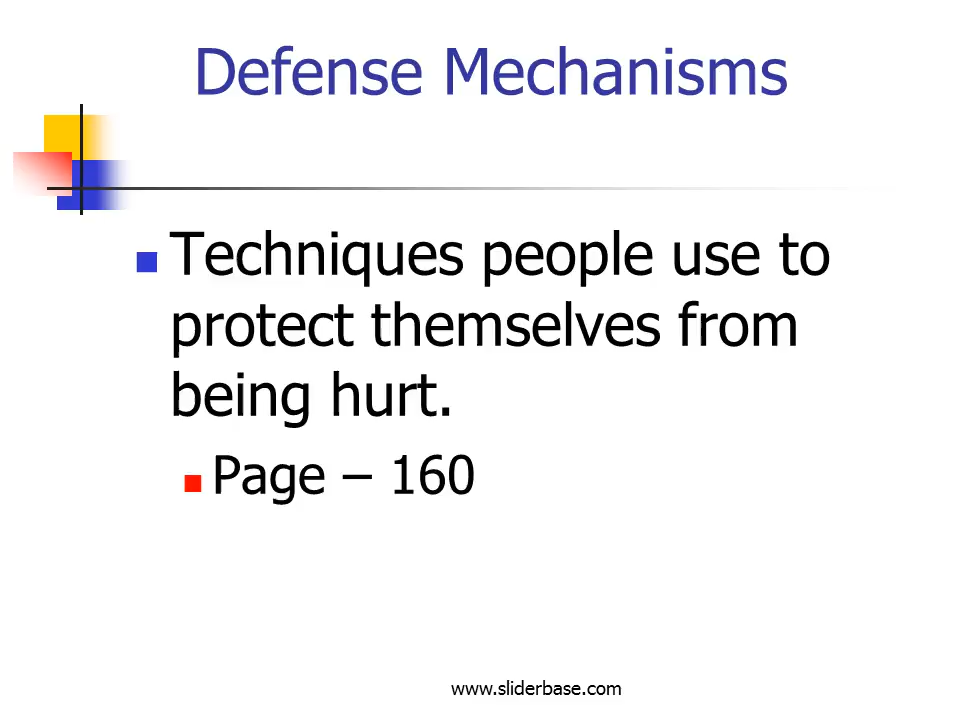 Defense Mechanisms
Techniques people use to
protect themselves from
being hurt.
Page – 160
www.sliderbase.com